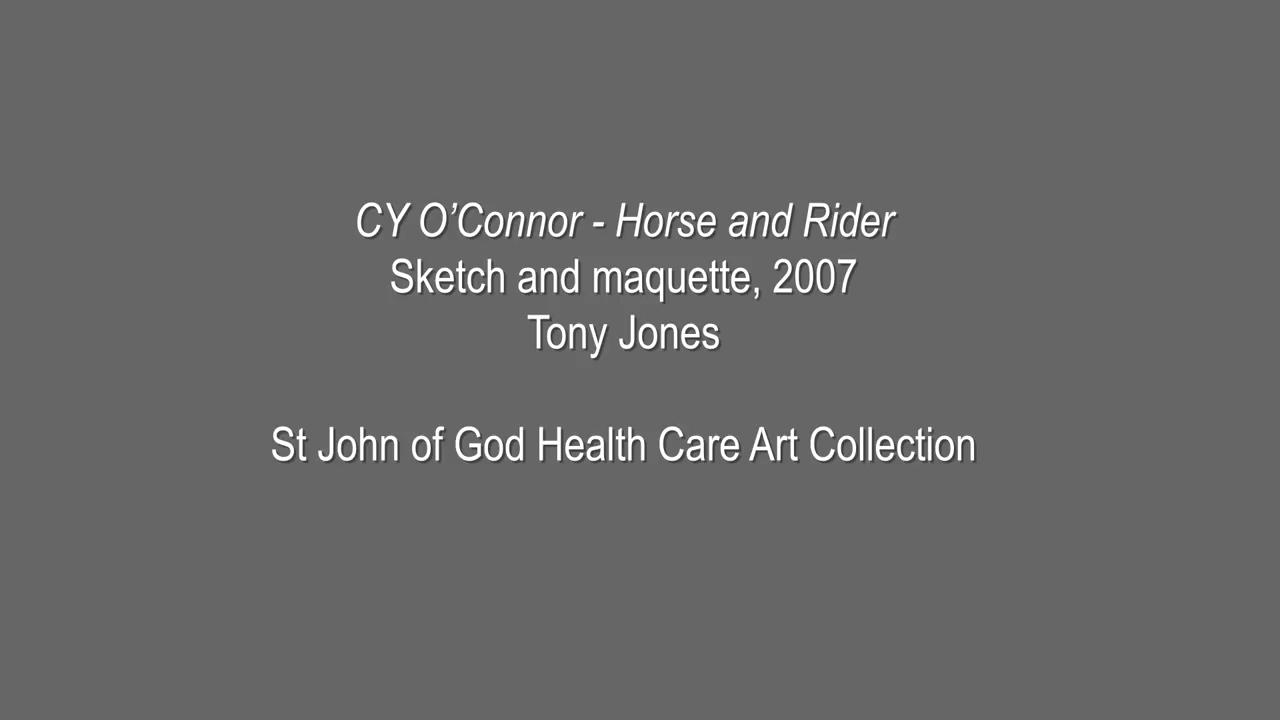 CY O’Connor - Horse and Rider
Sketch and maquette, 2007
Tony Jones
St John of God Health Care Art Collection